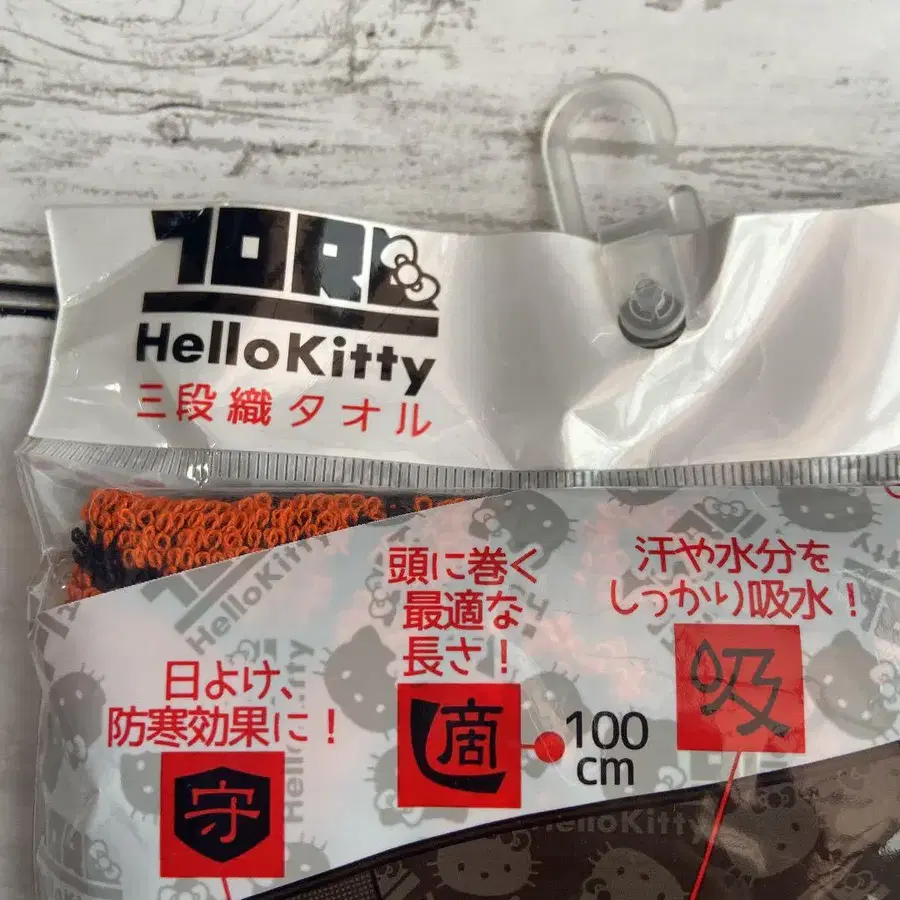 HelloKitty
三段織タオル
頭に巻く
最適な
長さ！
適
100
cm
汗や水分を
しっかり吸水！
吸
日よけ、
防寒効果に！
守
HelloKitty
HelloKitty